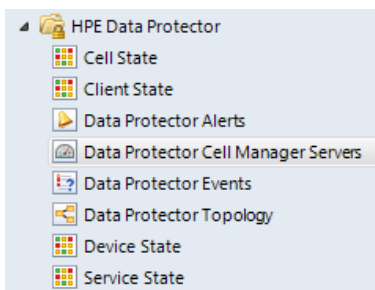 HPE Data Protector
Cell State
Client State
Data Protector Alerts
Data Protector Cell Manager Servers
Data Protector Events
Data Protector Topology
Device State
Service State